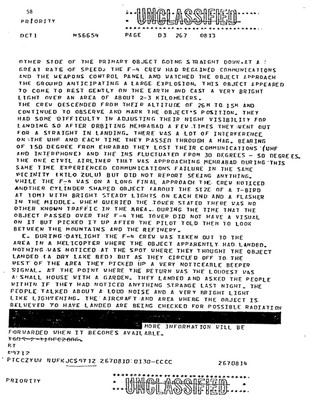 58
PRIORITY
UNCLASSIFIED
DCT1 MSG654 PAGE 03 267 0813
OTHER SIDE OF THE PRIMARY OBJECT GOING STRAIGHT DOWN AT A
GREAT RATE OF SPEED. THE F-4 CREW HAD REGAINED COMMUNICATIONS
AND THE WEAPONS CONTROL PANEL AND WATCHED THE OBJECT APPROACH
THE GROUND ANTICIPATING A LARGE EXPLOSION. THIS OBJECT APPEARED
TO COME TO REST GENTLY ON THE EARTH AND CAST A VERY BRIGHT
LIGHT OVER AN AREA OF ABOUT 2-3 KILOMETERS.
THE CREW DESCENDED FROM THEIR ALTITUDE OF 26M TO 15M AND
CONTINUED TO OBSERVE AND MARK THE OBJECT'S POSITION. THEY
HAD SOME DIFFICULTY IN ADJUSTING THEIR NIGHT VISIBILITY FOR
LANDING SO AFTER ORBITING MEHRABAD A FEW TIMES THEY WENT OUT
FOR A STRAIGHT IN LANDING. THERE WAS A LOT OF INTERFERENCE
ON THE UHF AND EACH TIME THEY PASSED THROUGH A MAG. BEARING
OF 150 DEGREE FROM EHRABAD THEY LOST THEIR COMMUNICATIONS (UHF
AND INTERPHONE) AND THE INS FLUCTUATED FROM 30 DEGREES - 50 DEGREES.
THE ONE CIVIL AIRLINER THAT WAS APPROACHING MEHRABAD DURING THIS
SAME TIME EXPERIENCED COMMUNICATIONS FAILURE IN THE SAME
VICINITY (KILO ZULU) BUT DID NOT REPORT SEEING ANYTHING.
WHILE THE F-4 WAS ON A LONG FINAL APPROACH THE CREW NOTICED
ANOTHER CYLINDER SHAPED OBJECT (ABOUT THE SIZE OF A T-BIRD
AT 10M) WITH BRIGHT STEADY LIGHTS ON EACH END AND A FLASHER
IN THE MIDDLE. WHEN QUERIED THE TOWER STATED THERE WAS NO
OTHER KNOWN TRAFFIC IN THE AREA. DURING THE TIME THAT THE
OBJECT PASSED OVER THE F-4 THE TOWER DID NOT HAVE A VISUAL
ON IT BUT PICKED IT UP AFTER THE PILOT TOLD THEM TO LOOK
BETWEEN THE MOUNTAINS AND THE REFINERY.
E. DURING DAYLIGHT THE F-4 CREW WAS TAKEN OUT TO THE
AREA IN A HELICOPTER WHERE THE OBJECT APPARENTLY HAD LANDED.
NOTHING WAS NOTICED AT THE SPOT WHERE THEY THOUGHT THE OBJECT
LANDED (A DRY LAKE BED) BUT AS THEY CIRCLED OFF TO THE
WEST OF THE AREA THEY PICKED UP A VERY NOTICEABLE BEEPER
SIGNAL. AT THE POINT WHERE THE RETURN WAS THE LOUDEST WAS
A SMALL HOUSE WITH A GARDEN. THEY LANDED AND ASKED THE PEOPLE
WITHIN IF THEY HAD NOTICED ANYTHING STRANGE LAST NIGHT. THE
PEOPLE TALKED ABOUT A LOUD NOISE AND A VERY BRIGHT LIGHT
LIKE LIGHTENING. THE AIRCRAFT AND AREA WHERE THE OBJECT IS
BELIEVED TO HAVE LANDED ARE BEING CHECKED FOR POSSIBLE RADIATION
MORE INFORMATION WILL BE
FORWARDED WHEN IT BECOMES AVAILABLE.
BT
#9717
PTCCZYUW RUFKJCS9712 2670810 0130-CCCC 2670814
PRIORITY
UNCLASSIFIED